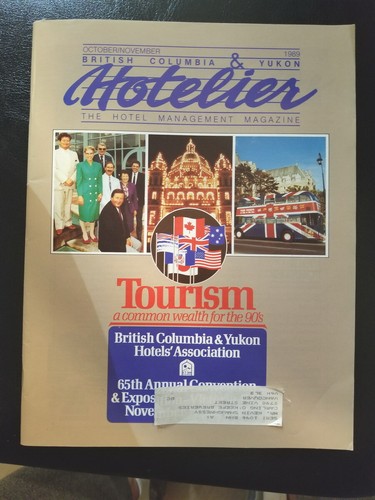 OCTOBER/NOVEMBER 1989
BRITISH COLUMBIA & YUKON
Hotelier
THE HOTEL MANAGEMENT MAGAZINE
Tourism
a common wealth for the 90's
British Columbia & Yukon
Hotels' Association
65th Annual Convention
& Expos
Nove